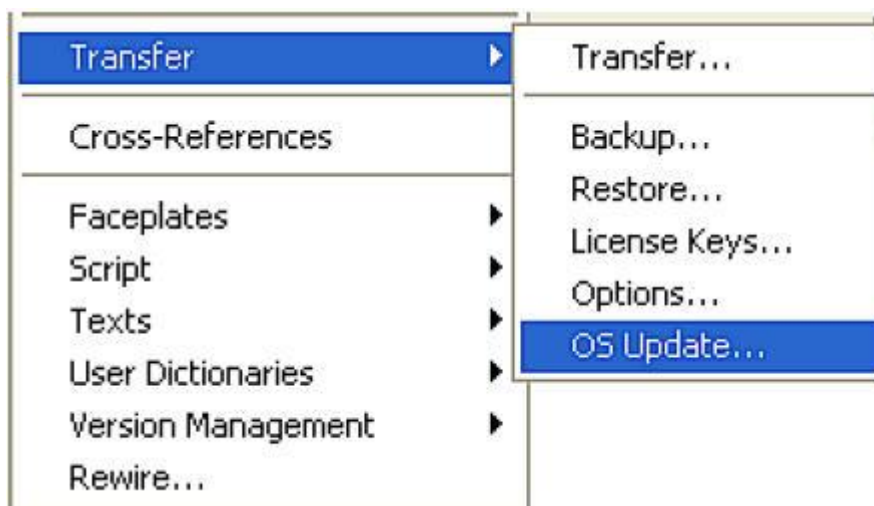 Transfer
Cross-References
Faceplates
Script
Texts
User Dictionaries
Version Management
Rewire...
Transfer...
Backup...
Restore...
License Keys...
Options...
OS Update...